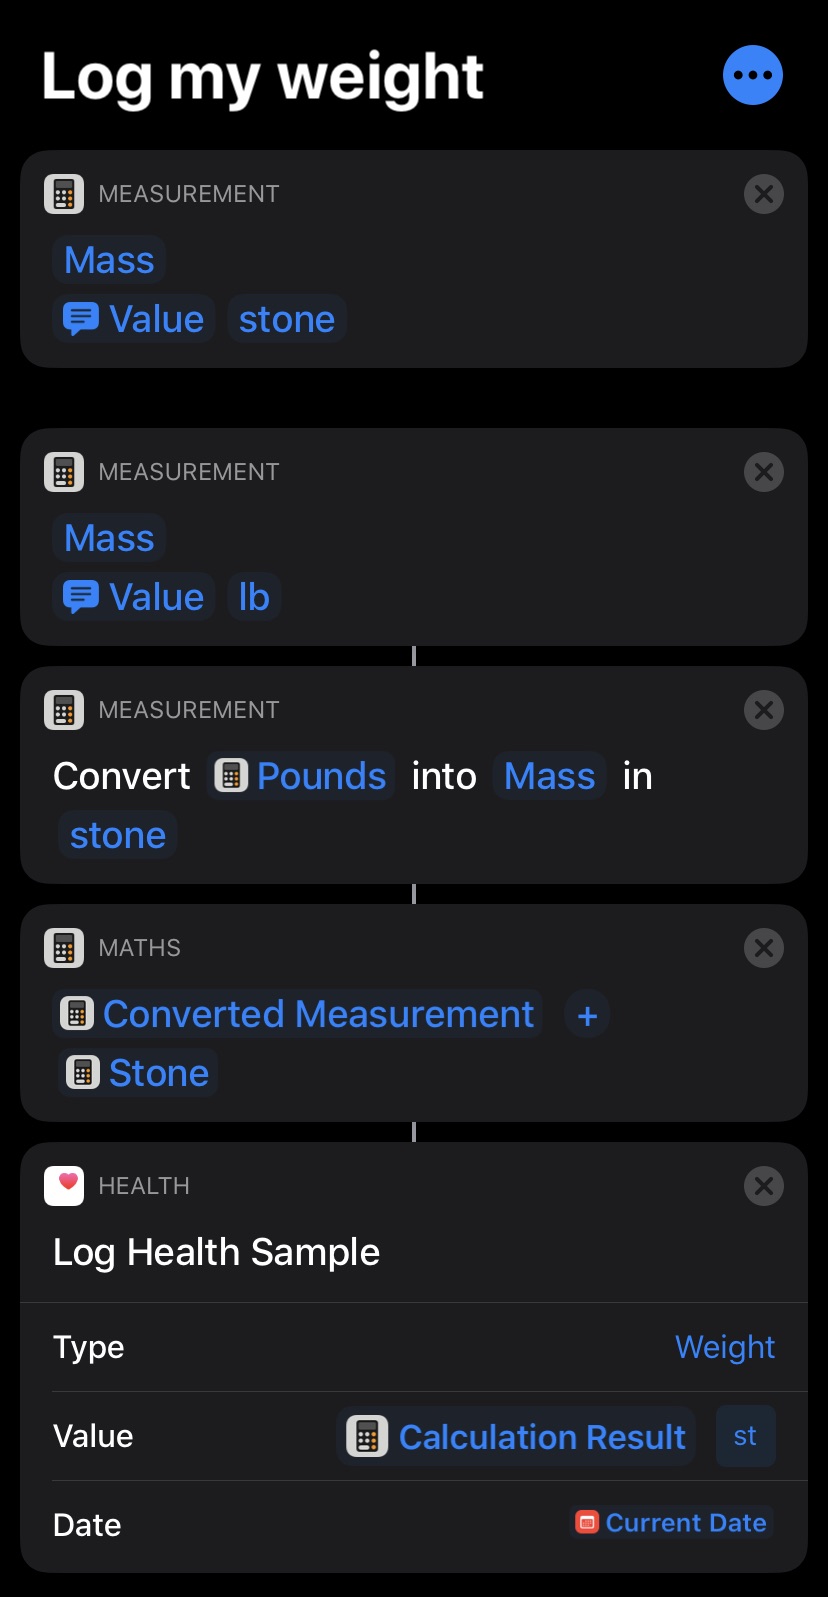 Log my weight
MEASUREMENT
Mass
Value stone
MEASUREMENT
Mass
Value lb
MEASUREMENT
Convert Pounds into Mass in
stone
MATHS
Converted Measurement +
Stone
HEALTH
Log Health Sample
Type Weight
Value Calculation Result st
Date Current Date